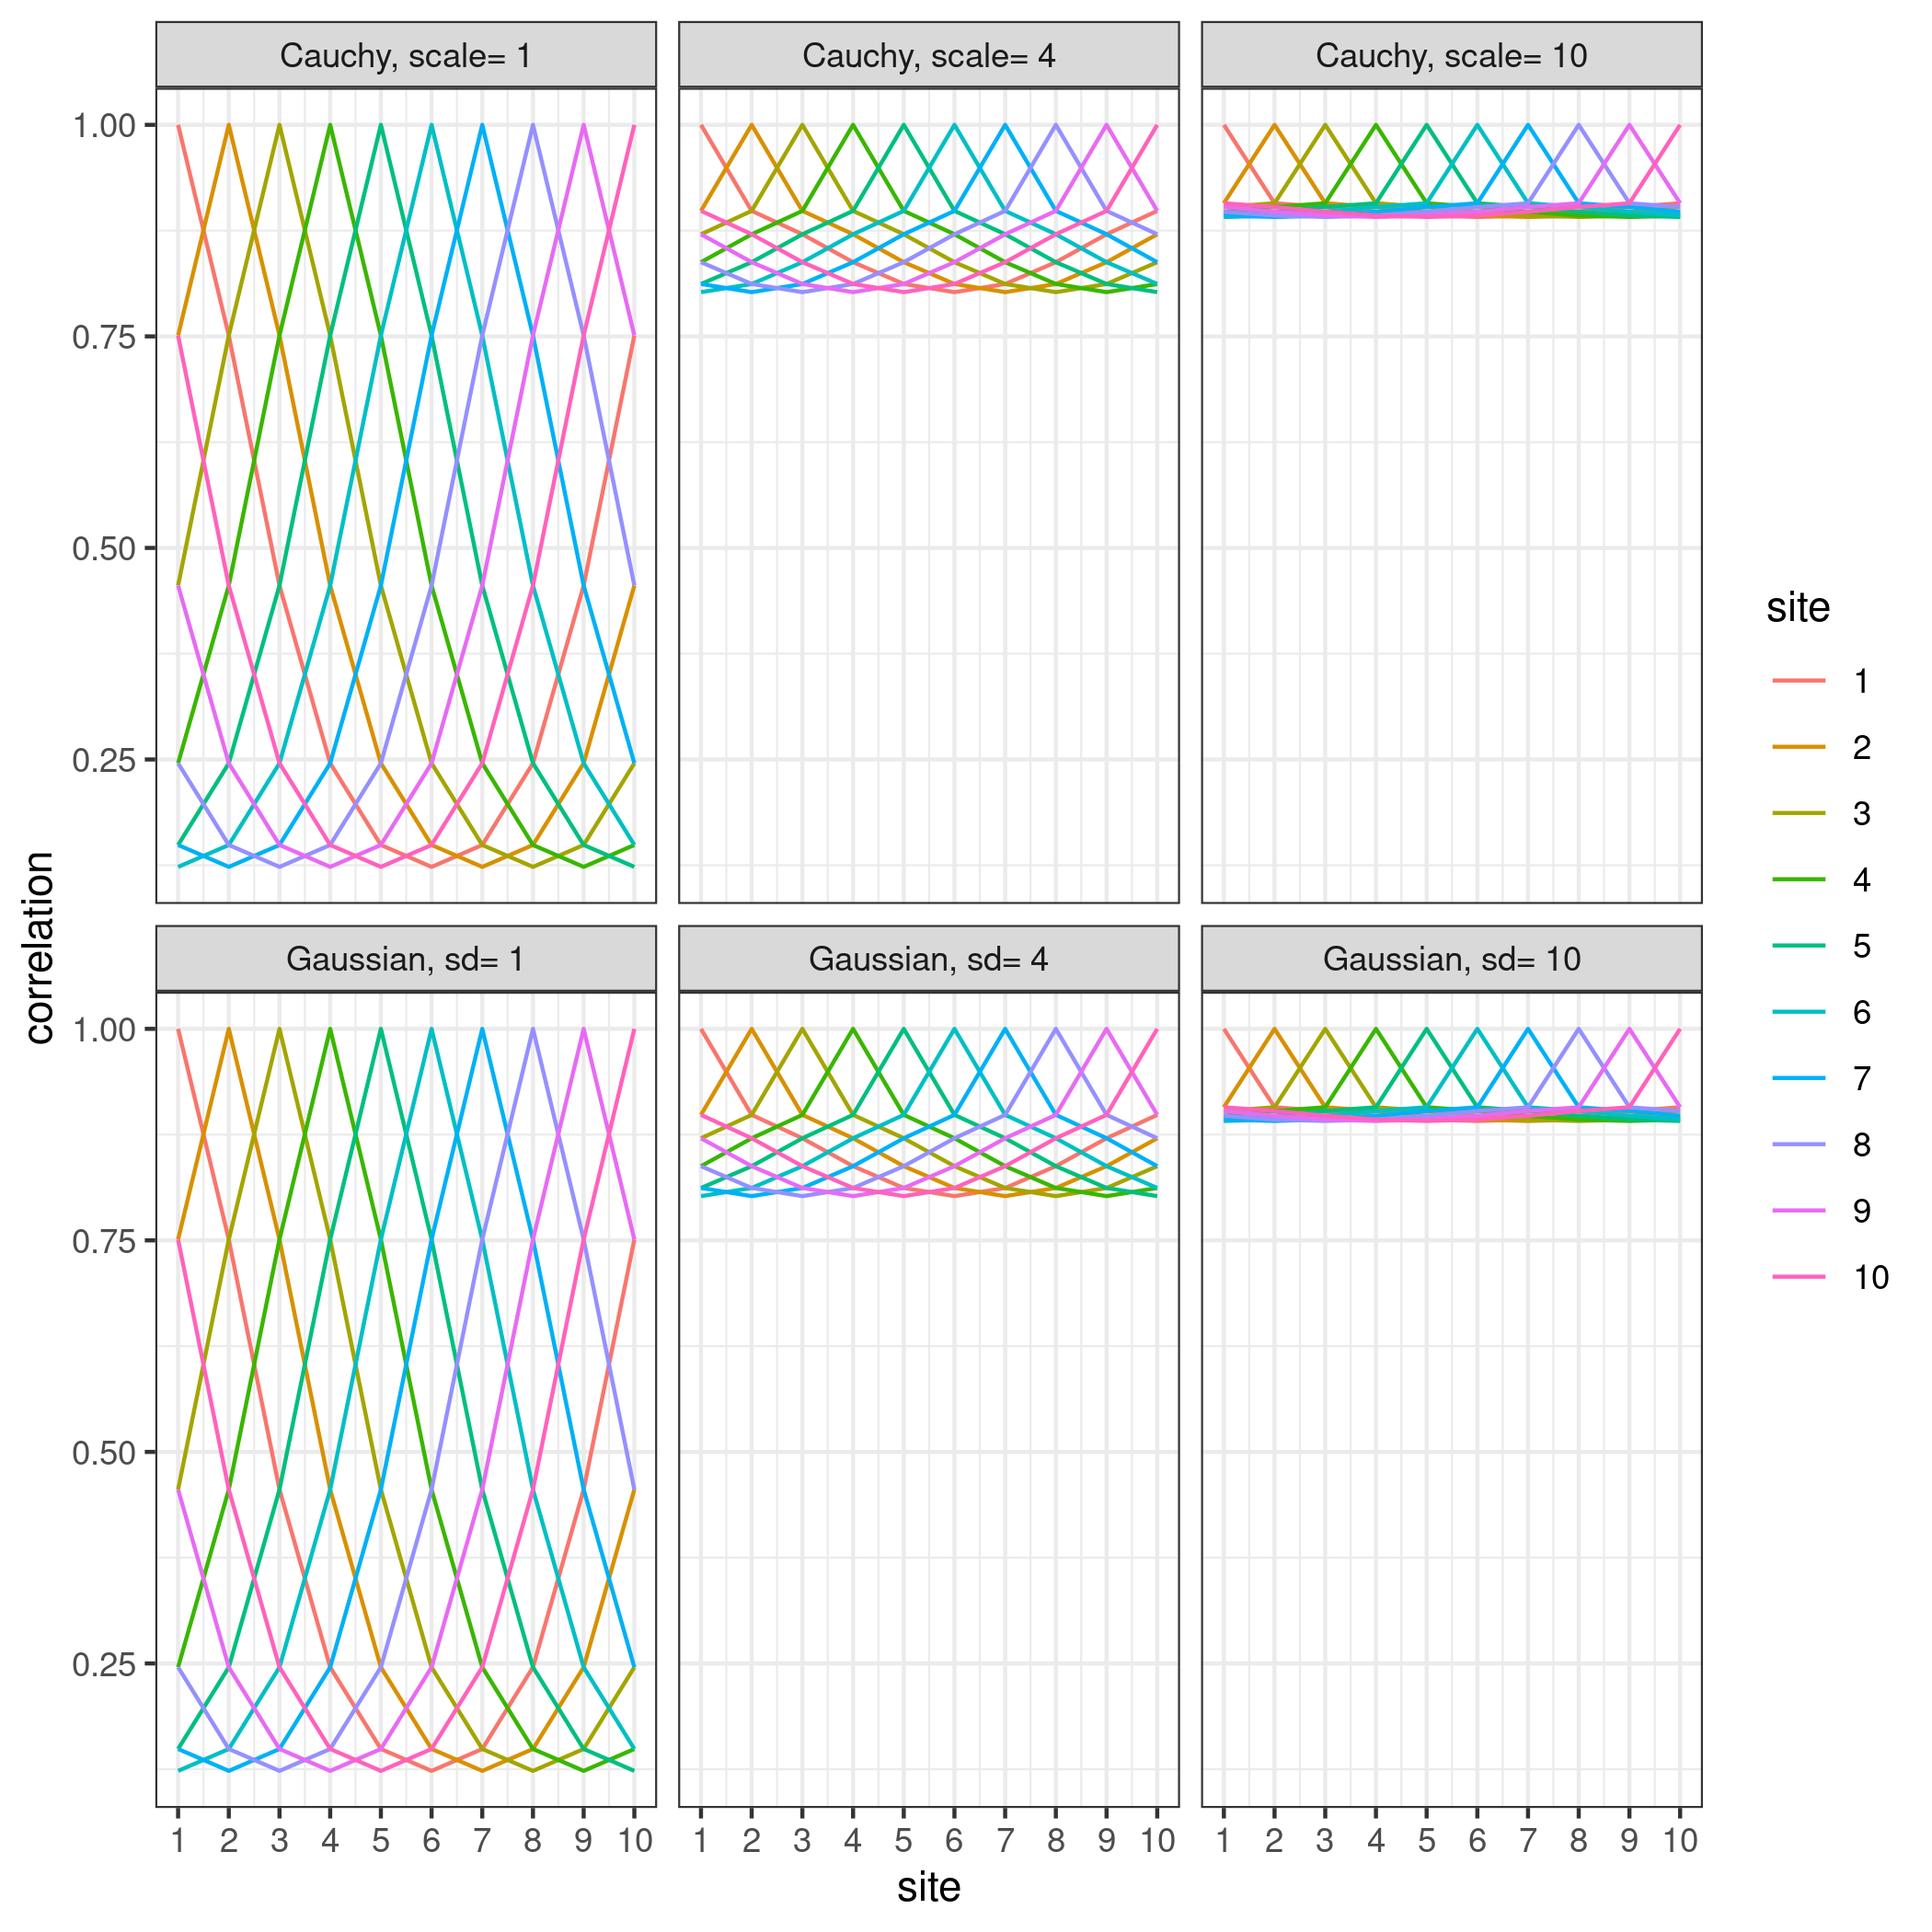 Cauchy, scale= 1
Cauchy, scale= 4
Cauchy, scale= 10
1.00
0.75
0.50
0.25
Gaussian, sd= 1
Gaussian, sd= 4
Gaussian, sd= 10
1.00
0.75
0.50
0.25
1 2 3 4 5 6 7 8 9 10
1 2 3 4 5 6 7 8 9 10
1 2 3 4 5 6 7 8 9 10
site
correlation
site
1
2
3
4
5
6
7
8
9
10